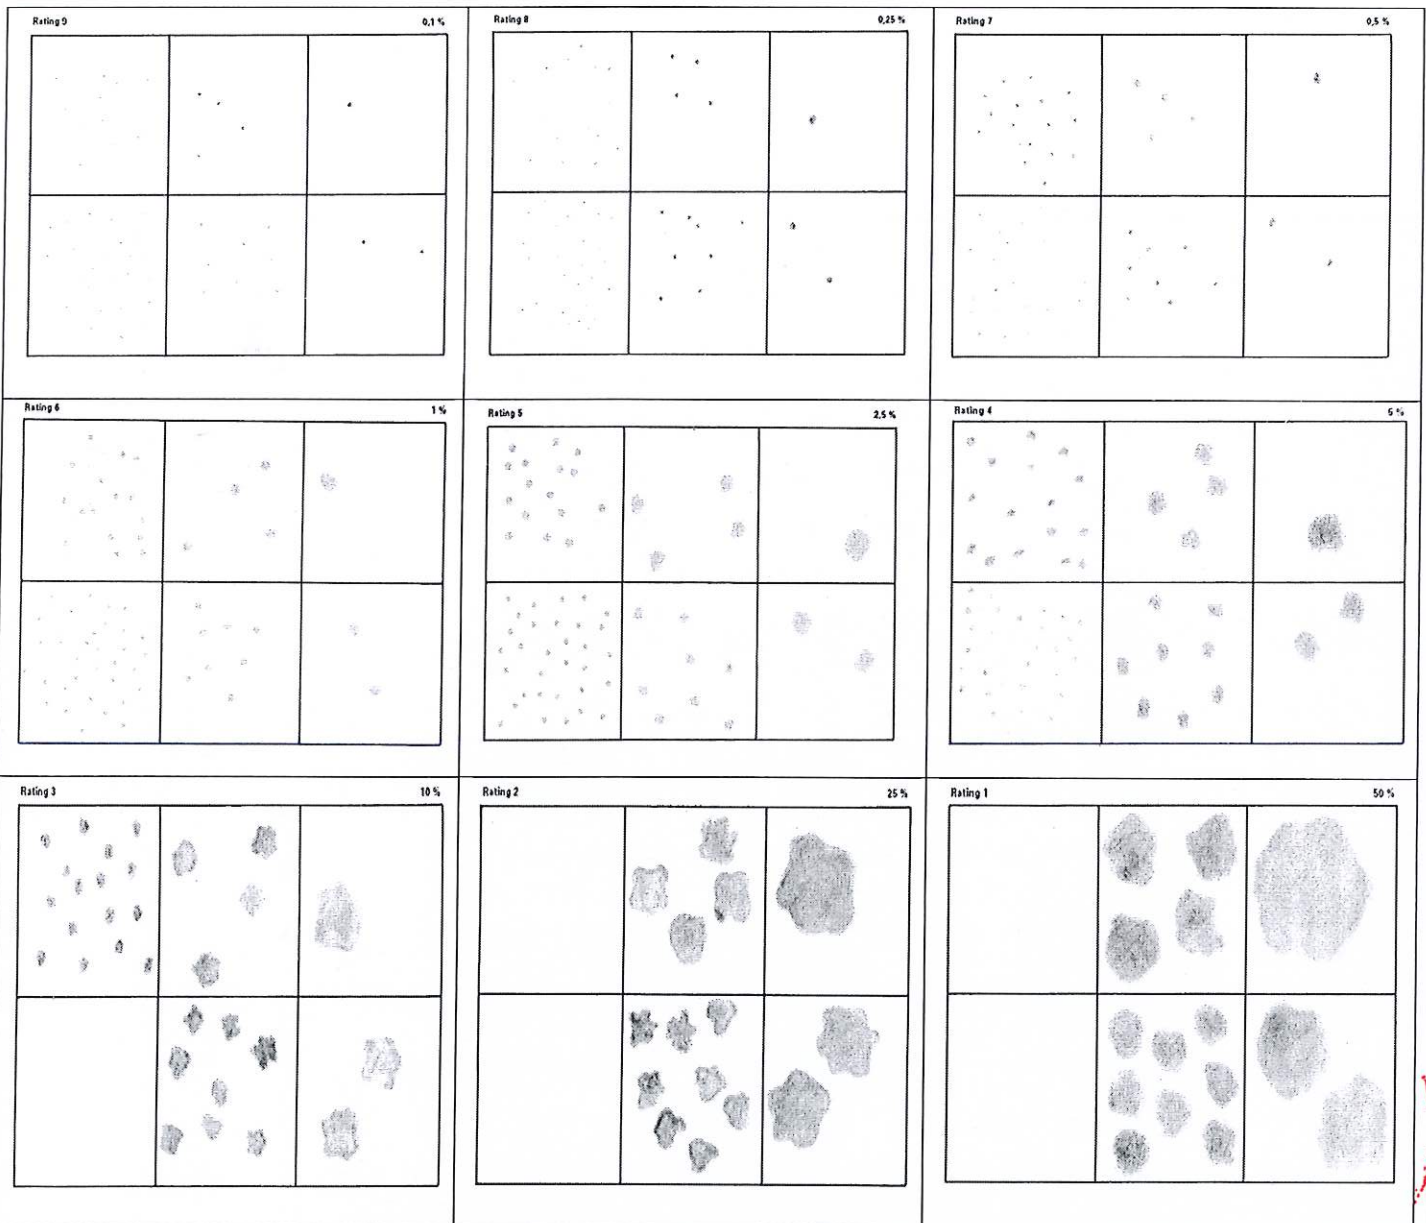 Rating 9 0,1 %
Rating 8 0,25 %
Rating 7 0,5 %
Rating 6 1 %
Rating 5 2,5 %
Rating 4 5 %
Rating 3 10 %
Rating 2 25 %
Rating 1 50 %